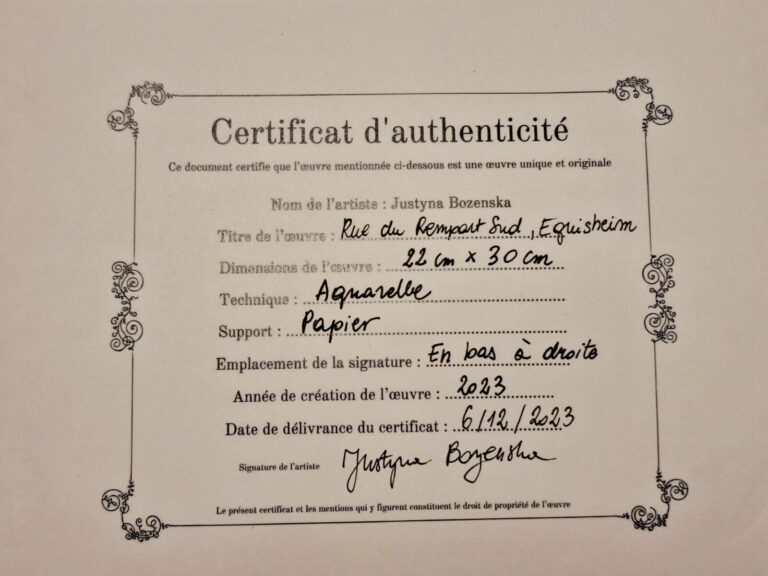 Certificat d'authenticité
Ce document certifie que l'œuvre mentionnée ci-dessous est une œuvre unique et originale
Nom de l'artiste : Justyna Bozenska
Titre de l'œuvre : Rue du Rempart Sud, Eguisheim
Dimensions de l'œuvre : 22 cm x 30 cm
Technique : Aquarelle
Support : Papier
Emplacement de la signature : En bas à droite
Année de création de l'œuvre : 2023
Date de délivrance du certificat : 6/12/2023
Signature de l'artiste Justyna Bozenska
Le présent certificat et les mentions qui y figurent constituent le droit de propriété de l'œuvre